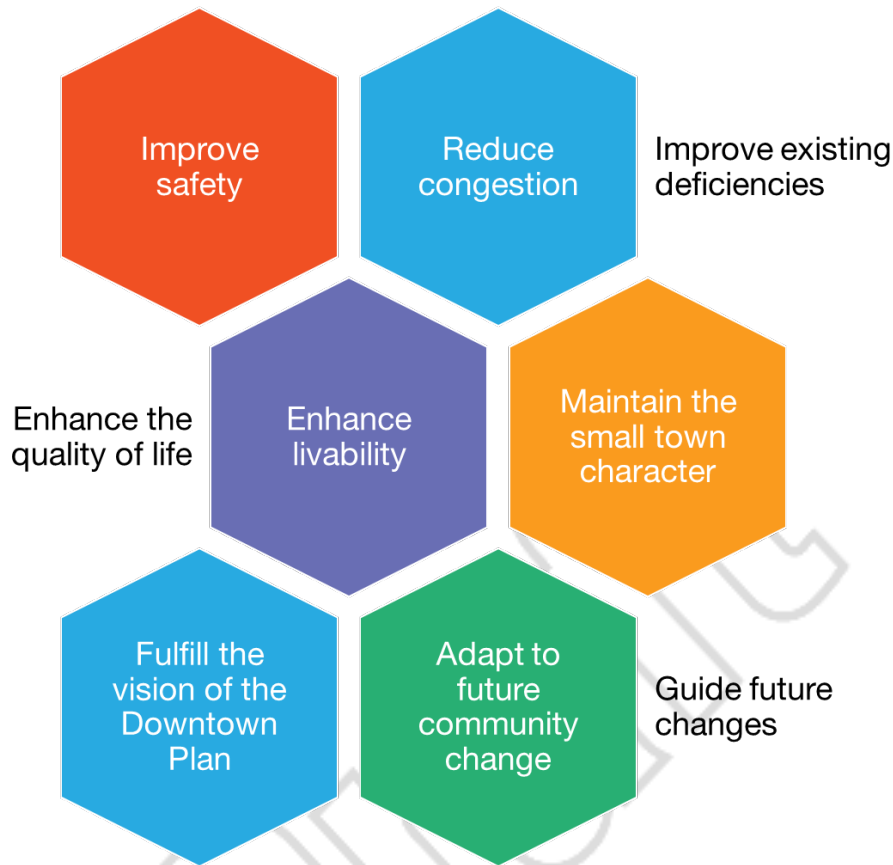 Improve
safety
Reduce
congestion
Improve existing
deficiencies
Enhance the
quality of life
Enhance
livability
Maintain the
small town
character
Fulfill the
vision of the
Downtown
Plan
Adapt to
future
community
change
Guide future
changes